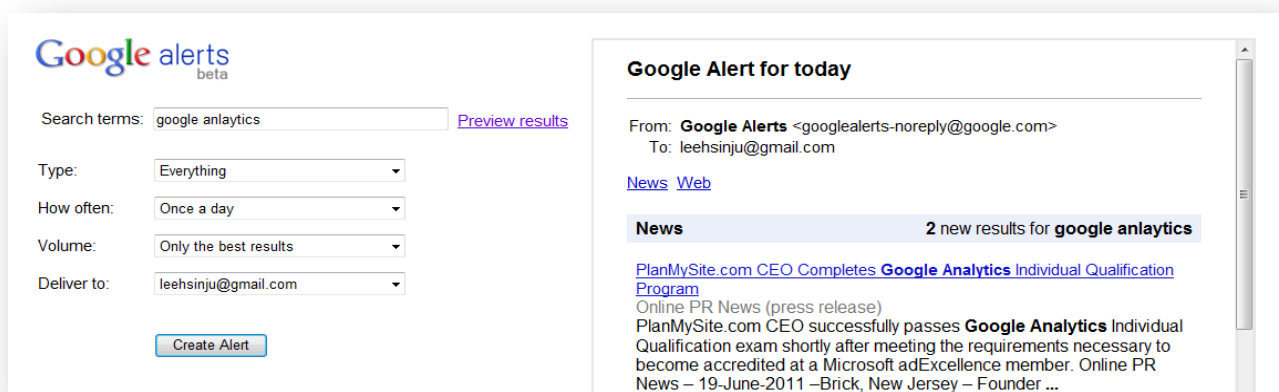 Google alerts
beta
Search terms: google anlaytics Preview results
Type: Everything
How often: Once a day
Volume: Only the best results
Deliver to: leehsinju@gmail.com
Create Alert
Google Alert for today
From: Google Alerts <googlealerts-noreply@google.com>
To: leehsinju@gmail.com
News Web
News 2 new results for google anlaytics
PlanMySite.com CEO Completes Google Analytics Individual Qualification
Program
Online PR News (press release)
PlanMySite.com CEO successfully passes Google Analytics Individual
Qualification exam shortly after meeting the requirements necessary to
become accredited at a Microsoft adExcellence member. Online PR
News – 19-June-2011 –Brick, New Jersey – Founder ...